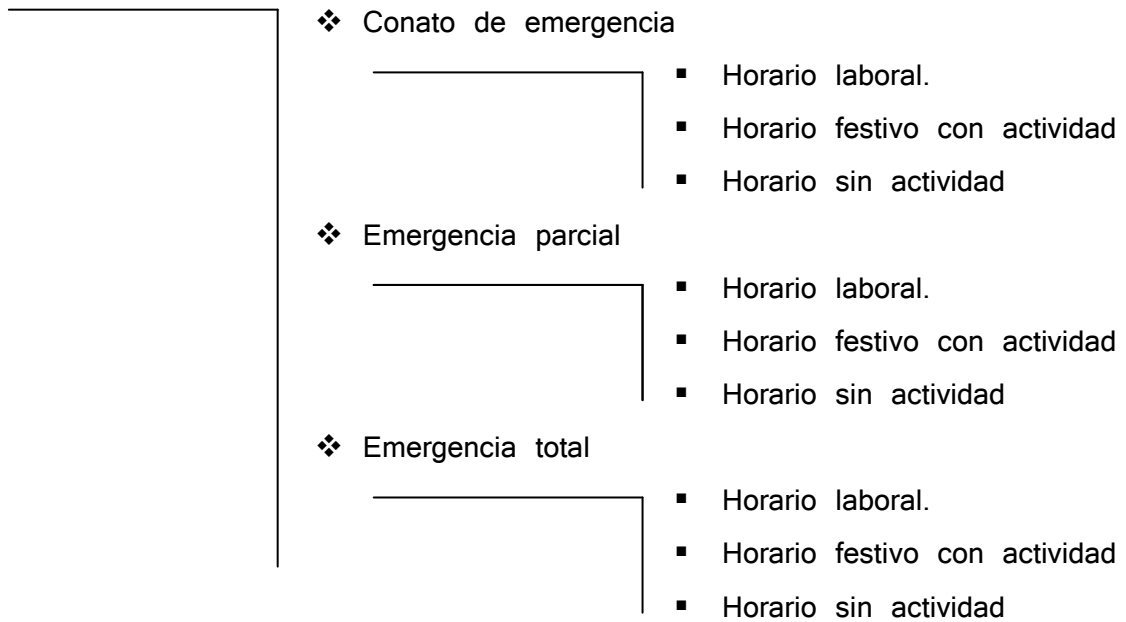 ❖ Conato de emergencia
▪ Horario laboral.
▪ Horario festivo con actividad
▪ Horario sin actividad
❖ Emergencia parcial
▪ Horario laboral.
▪ Horario festivo con actividad
▪ Horario sin actividad
❖ Emergencia total
▪ Horario laboral.
▪ Horario festivo con actividad
▪ Horario sin actividad